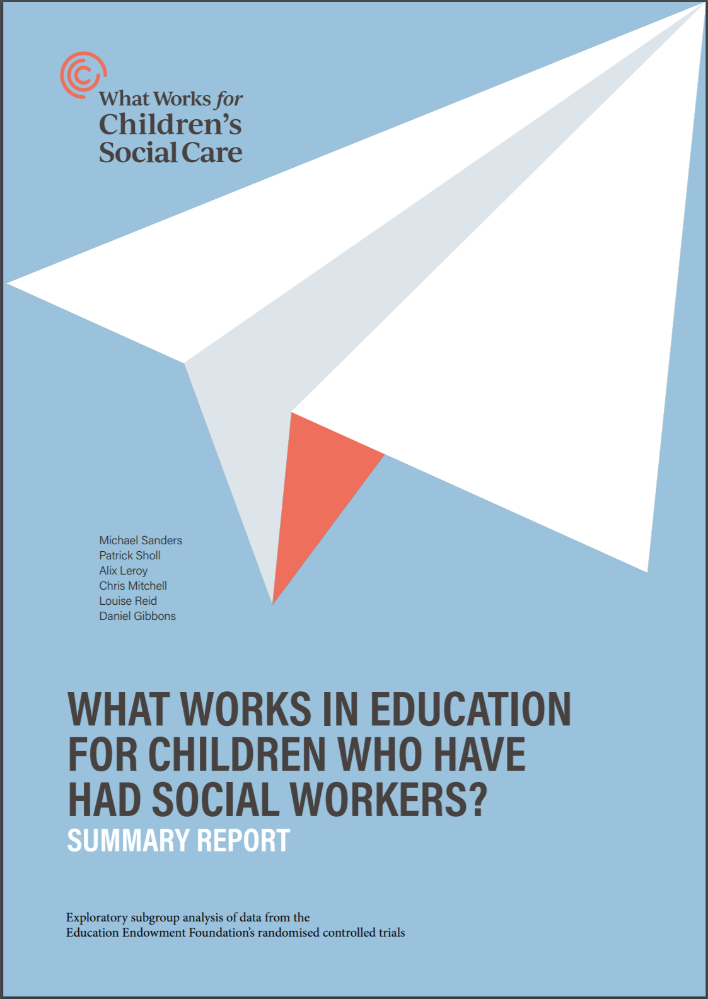 What Works for
Children’s
Social Care
Michael Sanders
Patrick Sholl
Alix Leroy
Chris Mitchell
Louise Reid
Daniel Gibbons
WHAT WORKS IN EDUCATION
FOR CHILDREN WHO HAVE
HAD SOCIAL WORKERS?
SUMMARY REPORT
Exploratory subgroup analysis of data from the
Education Endowment Foundation’s randomised controlled trials